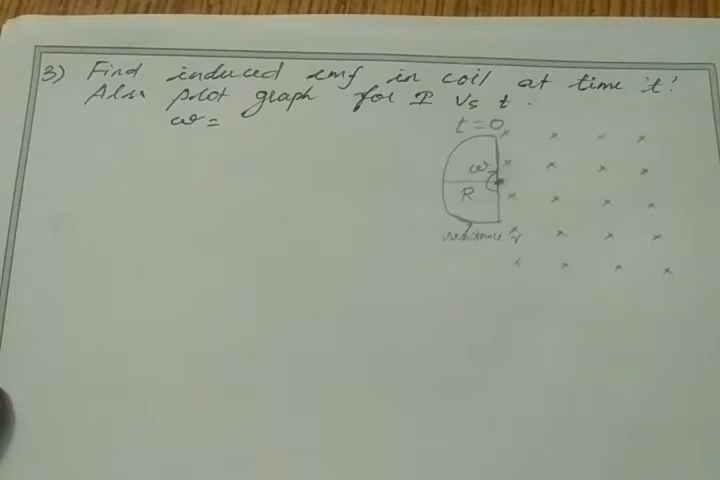 3) Find induced emf in coil at time 't'
Also plot graph for I Vs t.
ω =
t=0
ω
R
resistance r